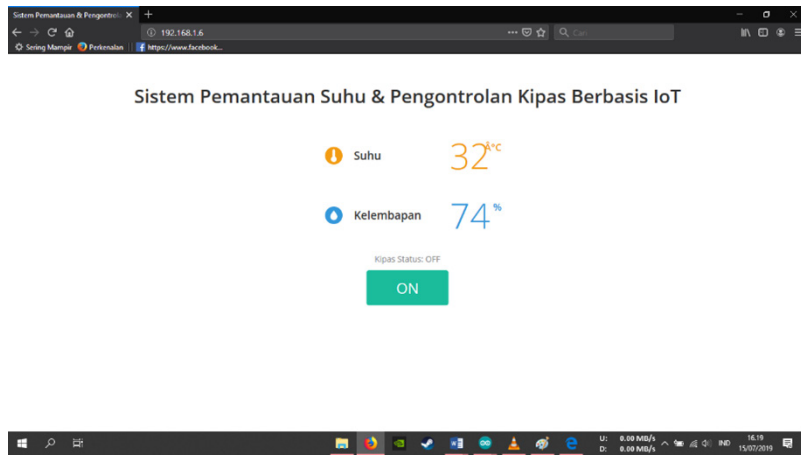 Sistem Pemantauan & Pengontrola
192.168.1.6
Cari
Sering Mampir
Perkenalan
https://www.facebook...
Sistem Pemantauan Suhu & Pengontrolan Kipas Berbasis IoT
Suhu
32°C
Kelembapan
74%
Kipas Status: OFF
ON
U: 0.00 MB/s
D: 0.00 MB/s
IND
16.19
15/07/2019